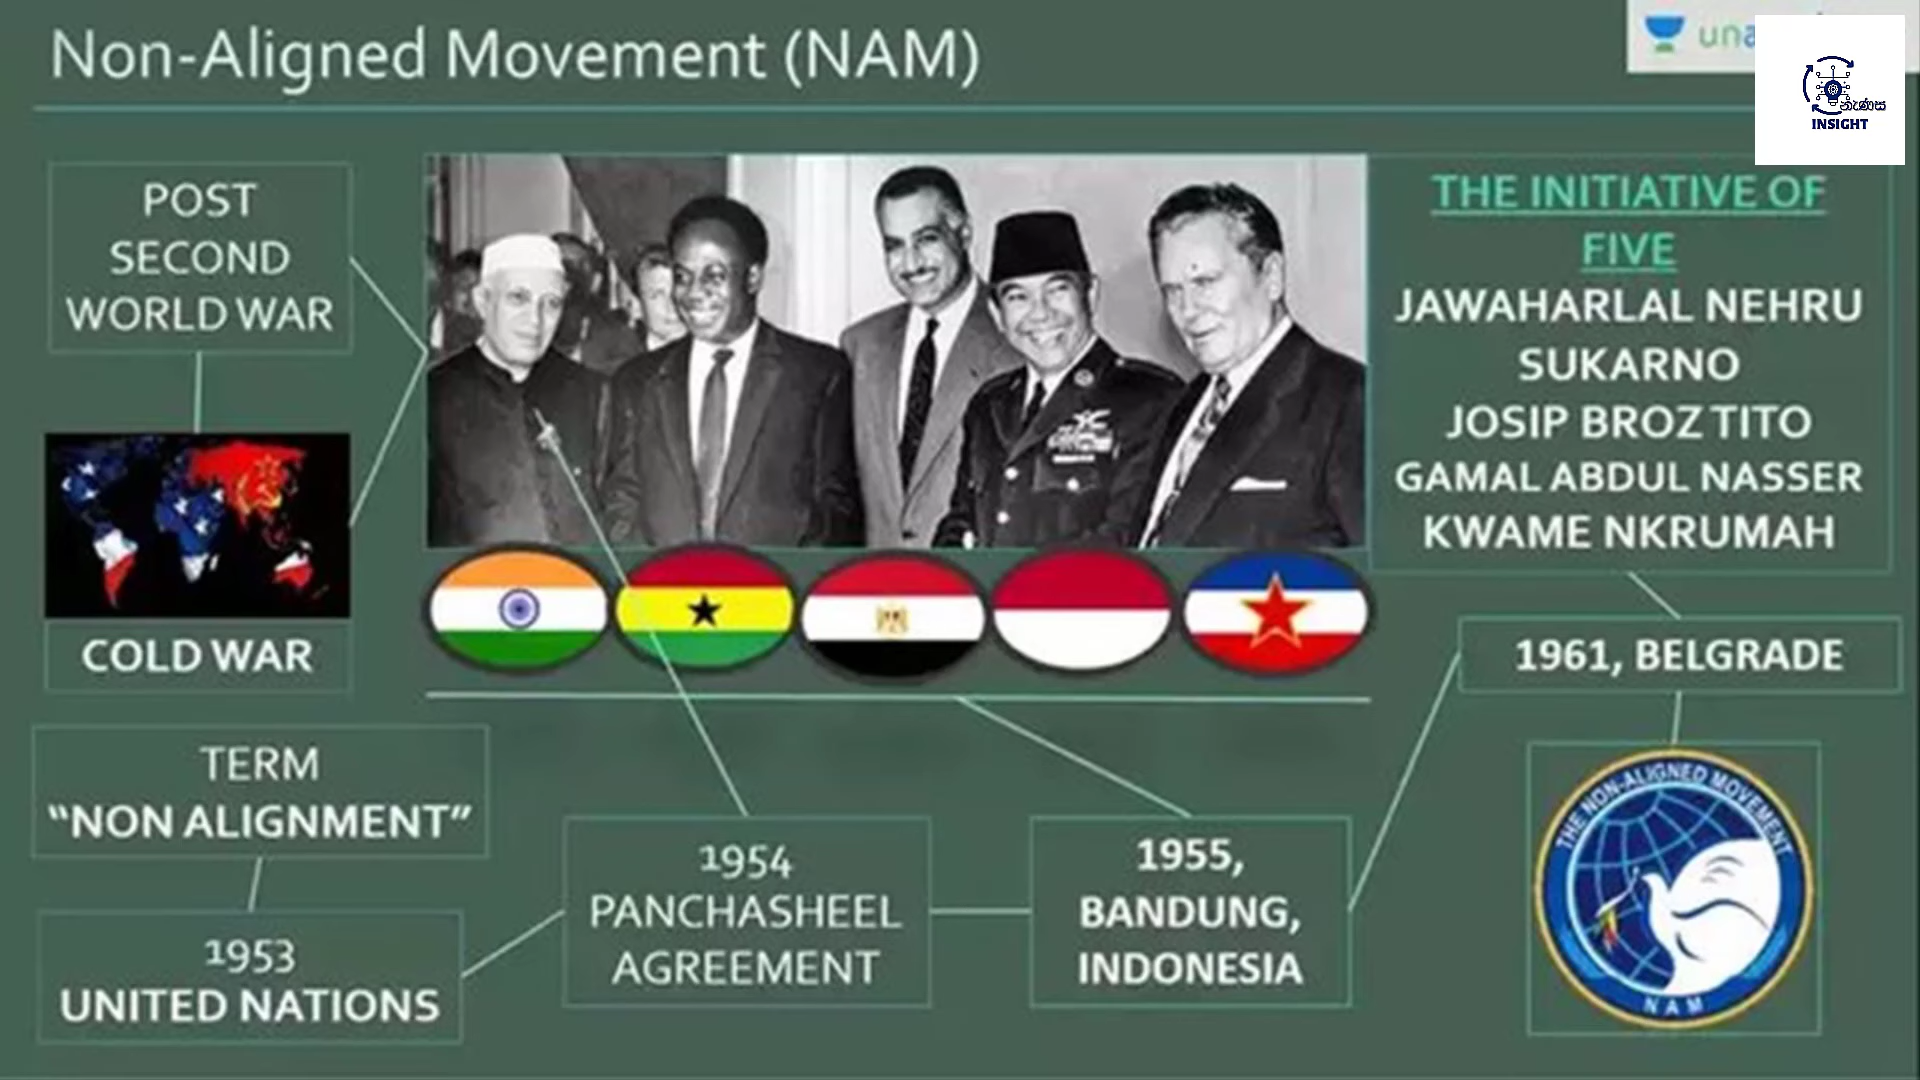 Non-Aligned Movement (NAM)
INSIGHT
POST
SECOND
WORLD WAR
COLD WAR
THE INITIATIVE OF
FIVE
JAWAHARLAL NEHRU
SUKARNO
JOSIP BROZ TITO
GAMAL ABDUL NASSER
KWAME NKRUMAH
1961, BELGRADE
TERM
“NON ALIGNMENT”
1953
UNITED NATIONS
1954
PANCHASHEEL
AGREEMENT
1955,
BANDUNG,
INDONESIA
THE NON-ALIGNED MOVEMENT
NAM